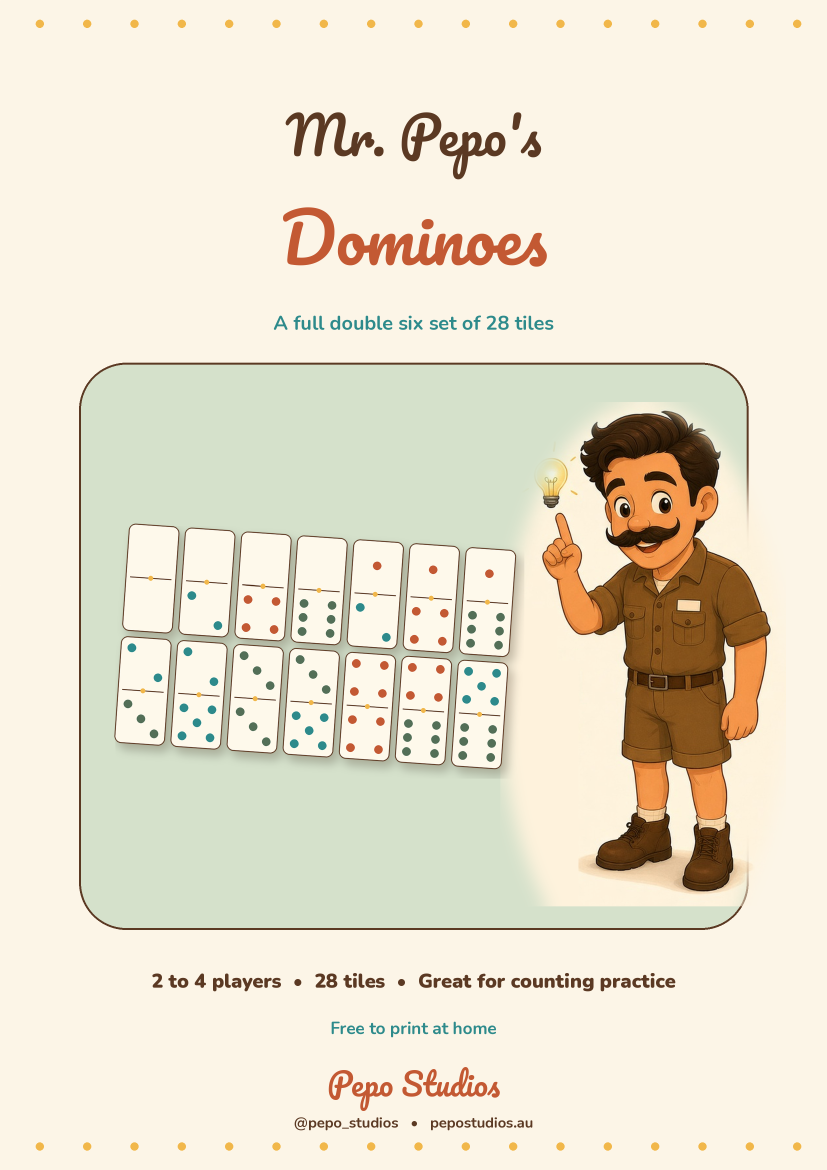 Mr. Pepo's
Dominoes
A full double six set of 28 tiles
2 to 4 players • 28 tiles • Great for counting practice
Free to print at home
Pepo Studios
@pepo_studios • pepostudios.au